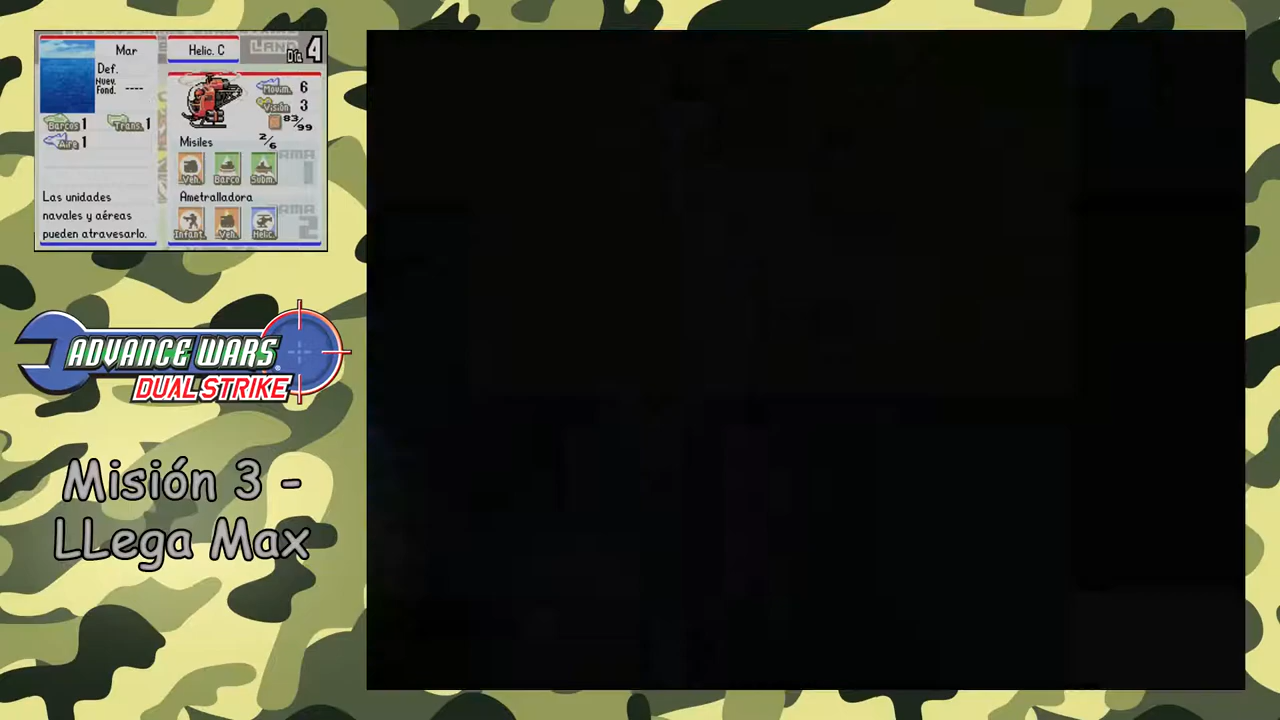 Mar
Def.
Nuev.
Fond. ----
Barcos 1
Trans. 1
Aire 1
Las unidades
navales y aéreas
pueden atravesarlo.
Helic. C
LAND
Día 4
Movim. 6
Visión 3
83/99
Misiles
2/6
Veh.
Barco
Subm.
ARMA 1
Ametralladora
Infant.
Veh.
Helic.
ARMA 2
ADVANCE WARS
DUAL STRIKE
Misión 3 -
LLega Max